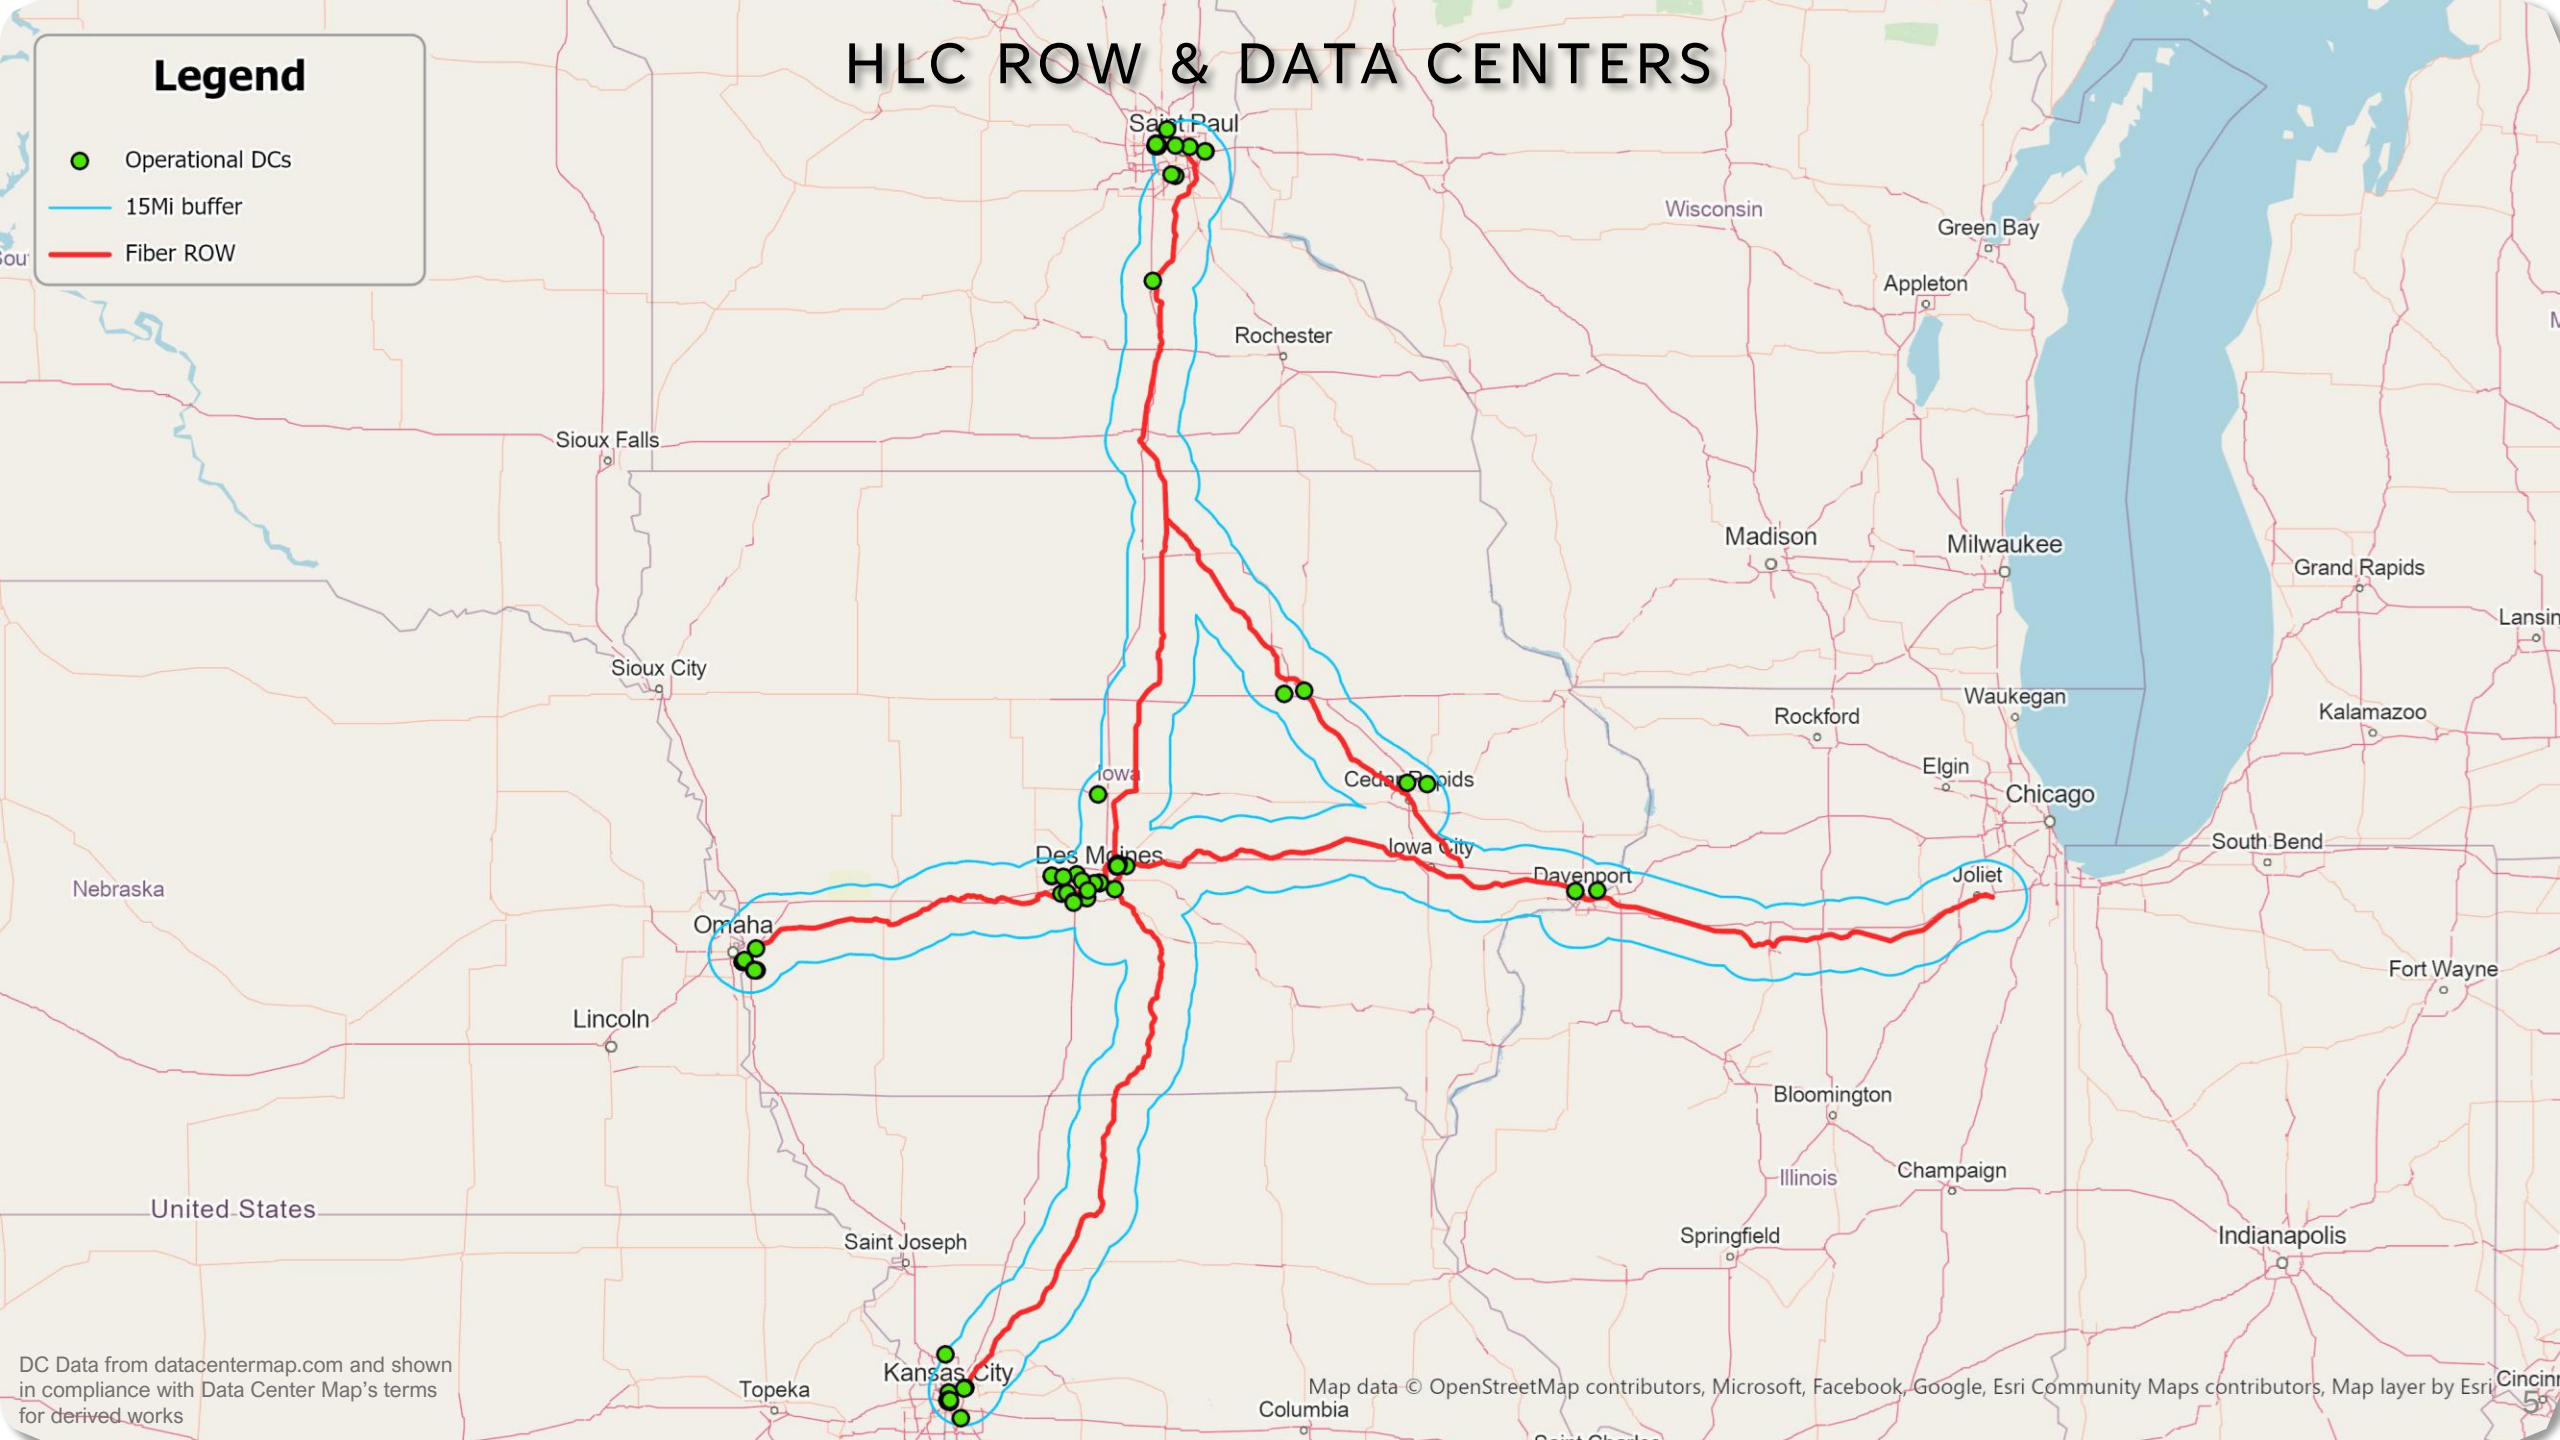 HLC ROW & DATA CENTERS
Legend
Operational DCs
15Mi buffer
Fiber ROW
Saint Paul
Wisconsin
Green Bay
Appleton
Rochester
Sioux Falls
Madison
Milwaukee
Grand Rapids
Lansin
Sioux City
Waukegan
Rockford
Kalamazoo
Elgin
Iowa
Cedar Rapids
Chicago
South Bend
Iowa City
Des Moines
Davenport
Joliet
Nebraska
Omaha
Fort Wayne
Lincoln
Bloomington
Champaign
Illinois
United States
Springfield
Indianapolis
Saint Joseph
Kansas City
Topeka
Columbia
Cincin
DC Data from datacentermap.com and shown
in compliance with Data Center Map's terms
for derived works
Map data © OpenStreetMap contributors, Microsoft, Facebook, Google, Esri Community Maps contributors, Map layer by Esri
5